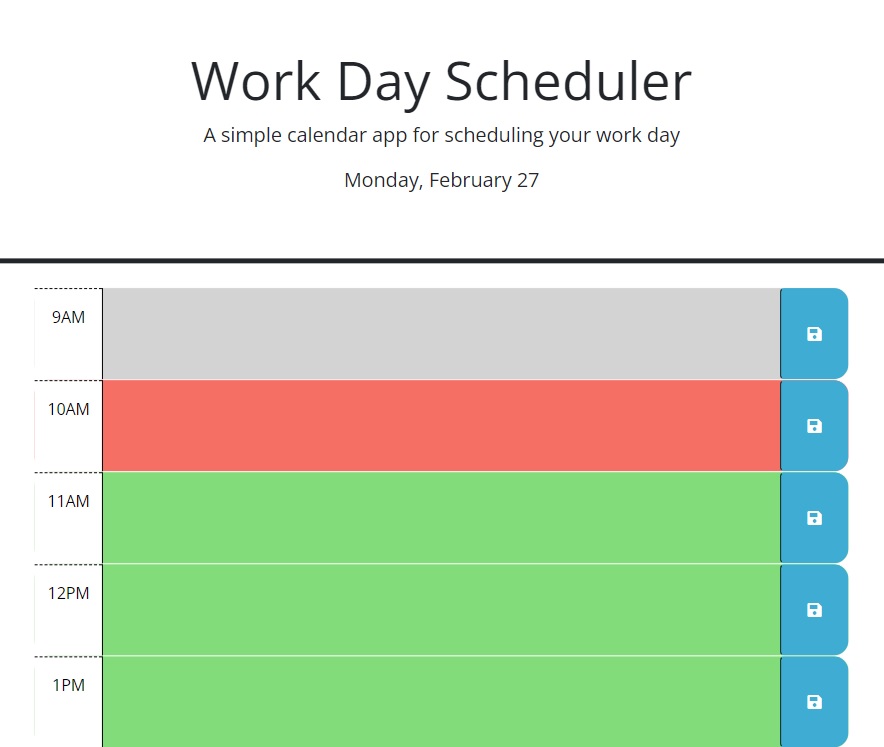 Work Day Scheduler
A simple calendar app for scheduling your work day
Monday, February 27
9AM
10AM
11AM
12PM
1PM